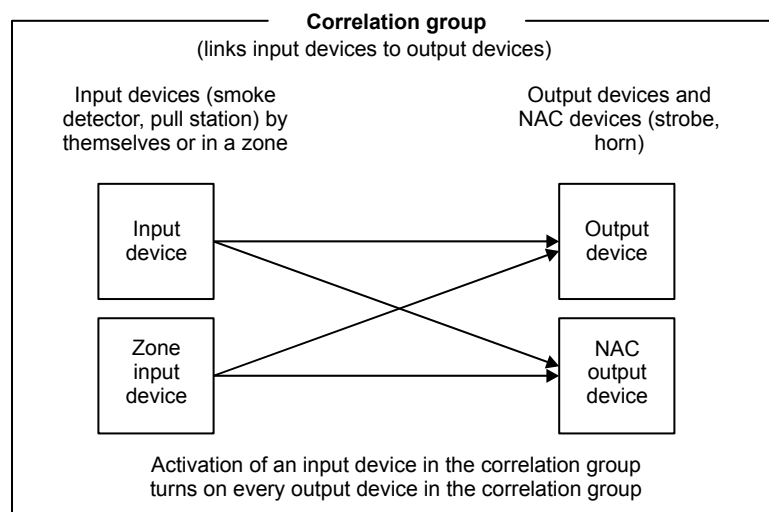 Correlation group
(links input devices to output devices)
Input devices (smoke
detector, pull station) by
themselves or in a zone
Output devices and
NAC devices (strobe,
horn)
Input
device
Output
device
Zone
input
device
NAC
output
device
Activation of an input device in the correlation group
turns on every output device in the correlation group